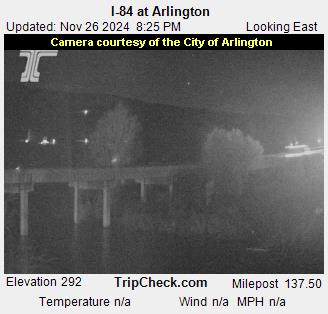 I-84 at Arlington
Updated: Nov 26 2024 8:25 PM Looking East
Camera courtesy of the City of Arlington
Elevation 292 TripCheck.com Milepost 137.50
Temperature n/a Wind n/a MPH n/a